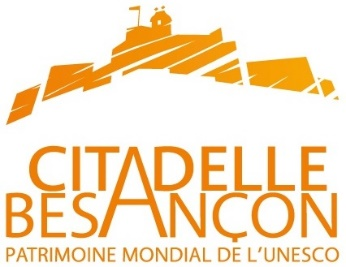 CITADELLE
BESANÇON
PATRIMOINE MONDIAL DE L'UNESCO